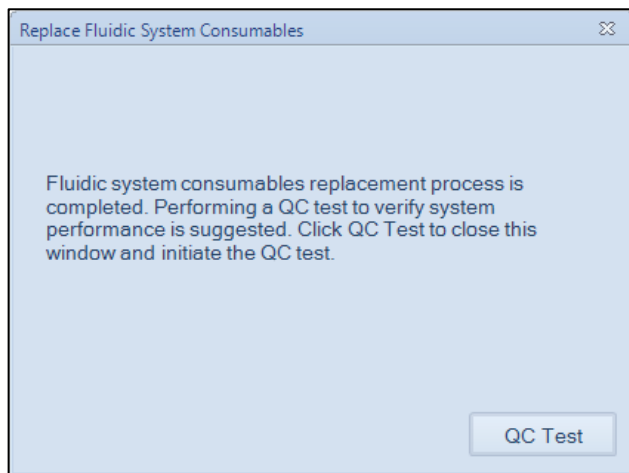 Replace Fluidic System Consumables
Fluidic system consumables replacement process is
completed. Performing a QC test to verify system
performance is suggested. Click QC Test to close this
window and initiate the QC test.
QC Test